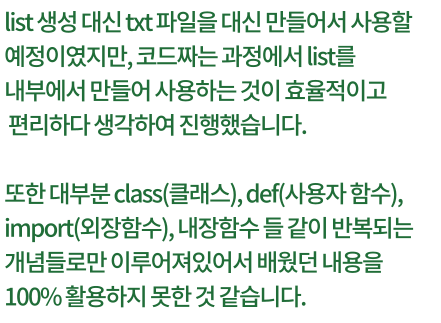 list 생성 대신 txt 파일을 대신 만들어서 사용할
예정이였지만, 코드짜는 과정에서 list를
내부에서 만들어 사용하는 것이 효율적이고
편리하다 생각하여 진행했습니다.
또한 대부분 class(클래스), def(사용자 함수),
import(외장함수), 내장함수 들 같이 반복되는
개념들로만 이루어져있어서 배웠던 내용을
100% 활용하지 못한 것 같습니다.